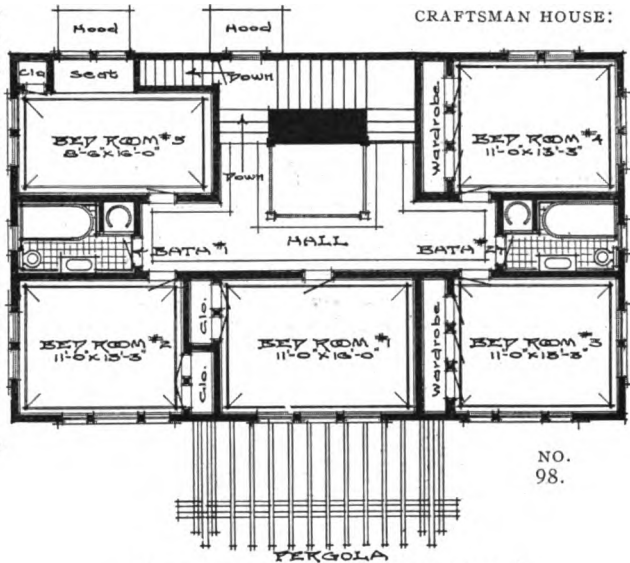 CRAFTSMAN HOUSE:
Hood
Hood
Clo
Seat
Down
BED ROOM #5
8'-6"X16'-0"
Wardrobe.
BED ROOM #4
11'-0"X13'-3"
Down
HALL
BATH #1
BATH #2
BED ROOM #2
11'-0"X13'-3"
Clo.
BED ROOM #1
11'-0"X16'-0"
Wardrobe.
BED ROOM #3
11'-0"X13'-3"
Clo.
NO.
98.
PERGOLA